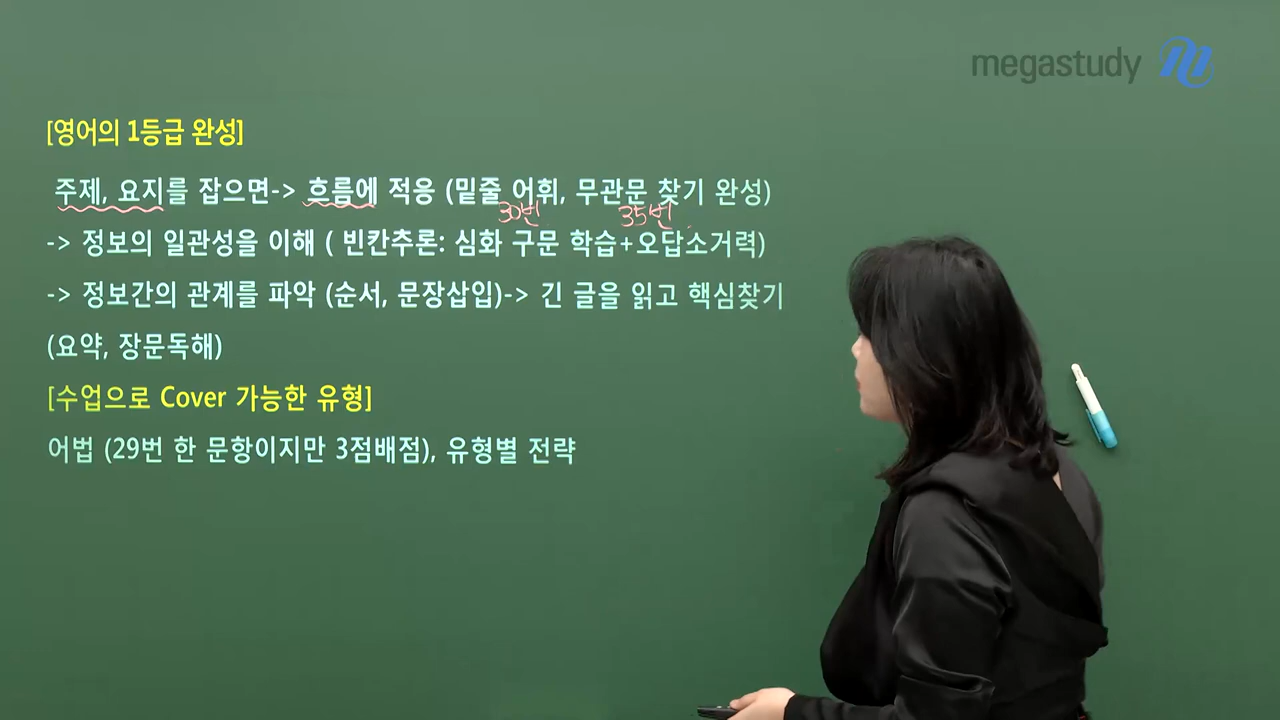 megastudy
[영어의 1등급 완성]
주제, 요지를 잡으면-> 흐름에 적응 (밑줄 어휘, 무관문 찾기 완성)
30번 35번
-> 정보의 일관성을 이해 ( 빈칸추론: 심화 구문 학습+오답소거력)
-> 정보간의 관계를 파악 (순서, 문장삽입)-> 긴 글을 읽고 핵심찾기
(요약, 장문독해)
[수업으로 Cover 가능한 유형]
어법 (29번 한 문항이지만 3점배점), 유형별 전략